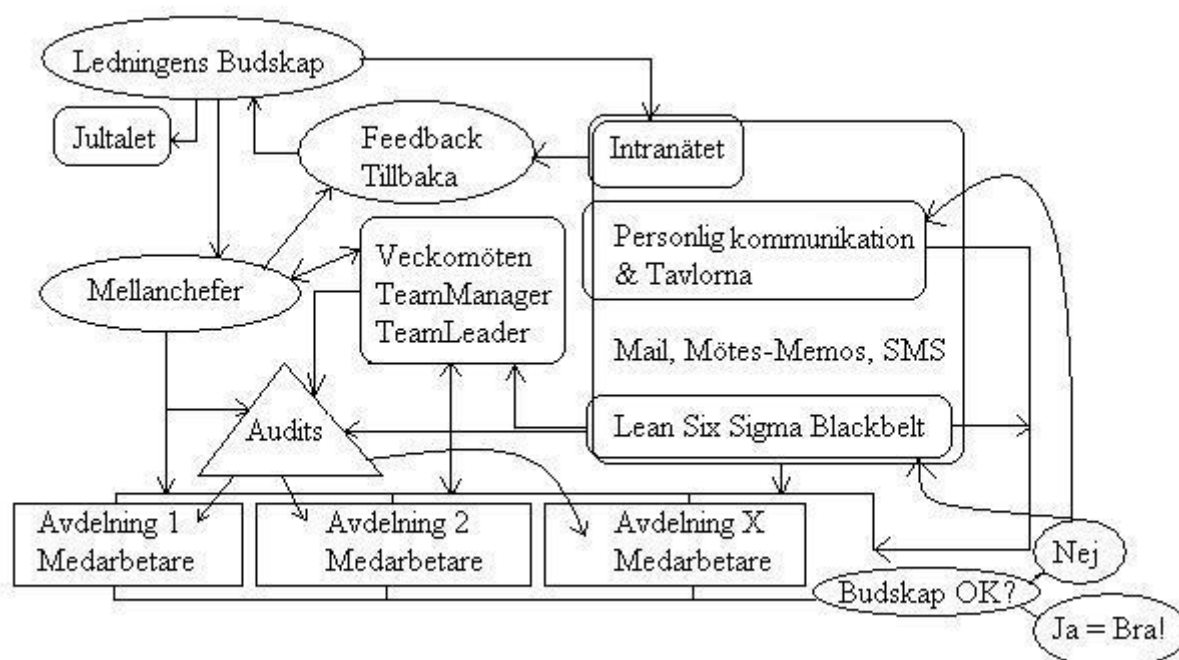 Ledningens Budskap
Jultalet
Feedback
Tillbaka
Intranätet
Personlig kommunikation
& Tavlorna
Veckomöten
TeamManager
TeamLeader
Mellanchefer
Mail, Mötes-Memos, SMS
Audits
Lean Six Sigma Blackbelt
Avdelning 1
Medarbetare
Avdelning 2
Medarbetare
Avdelning X
Medarbetare
Nej
Budskap OK?
Ja = Bra!